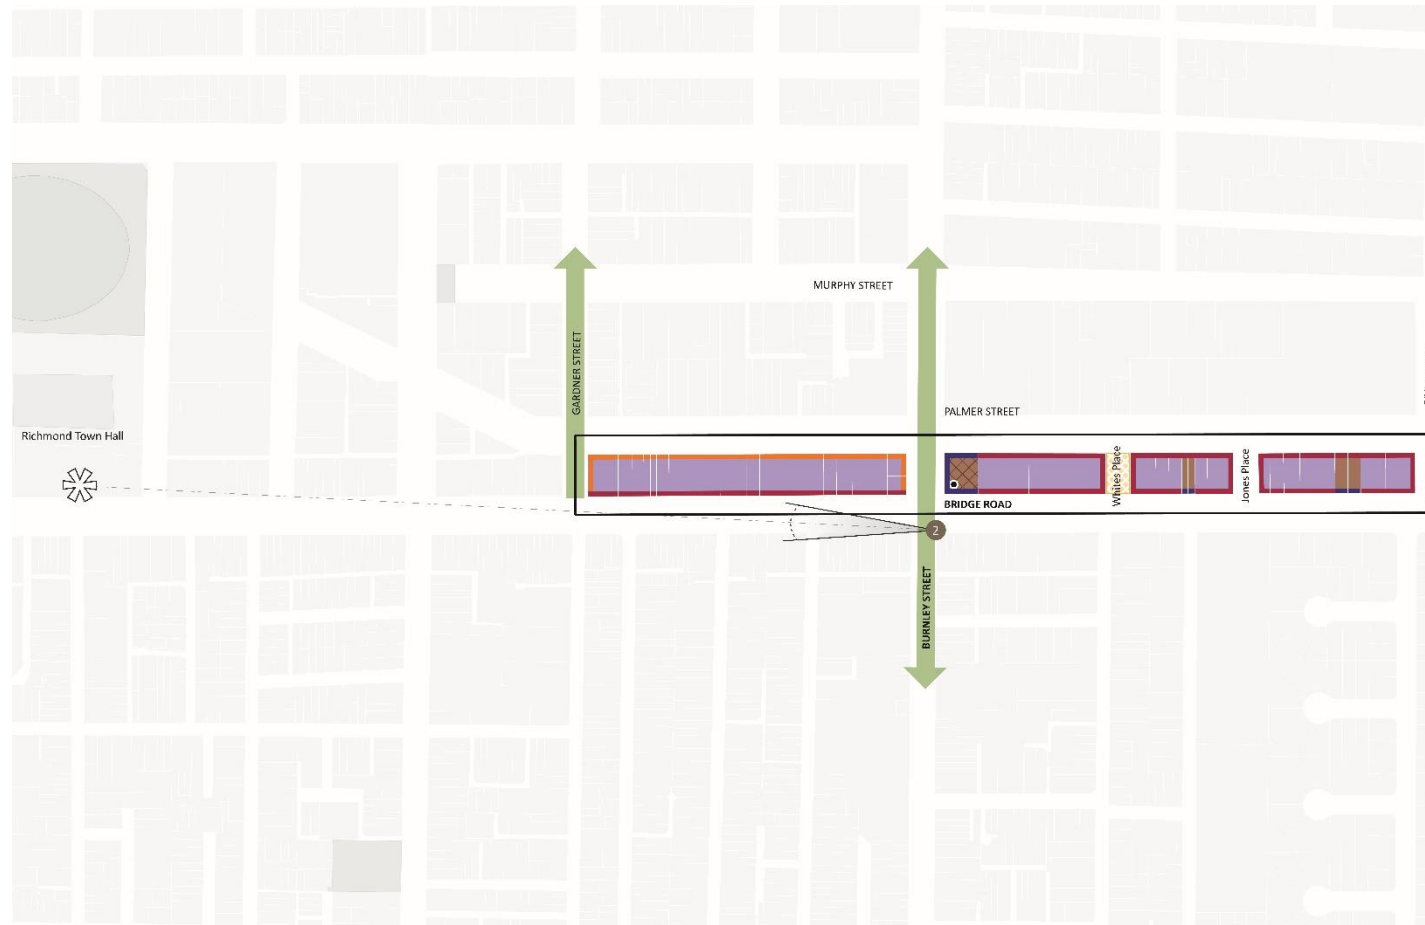 MURPHY STREET
GARDNER STREET
PALMER STREET
Richmond Town Hall
Whites Place
Jones Place
BRIDGE ROAD
2
BURNLEY STREET